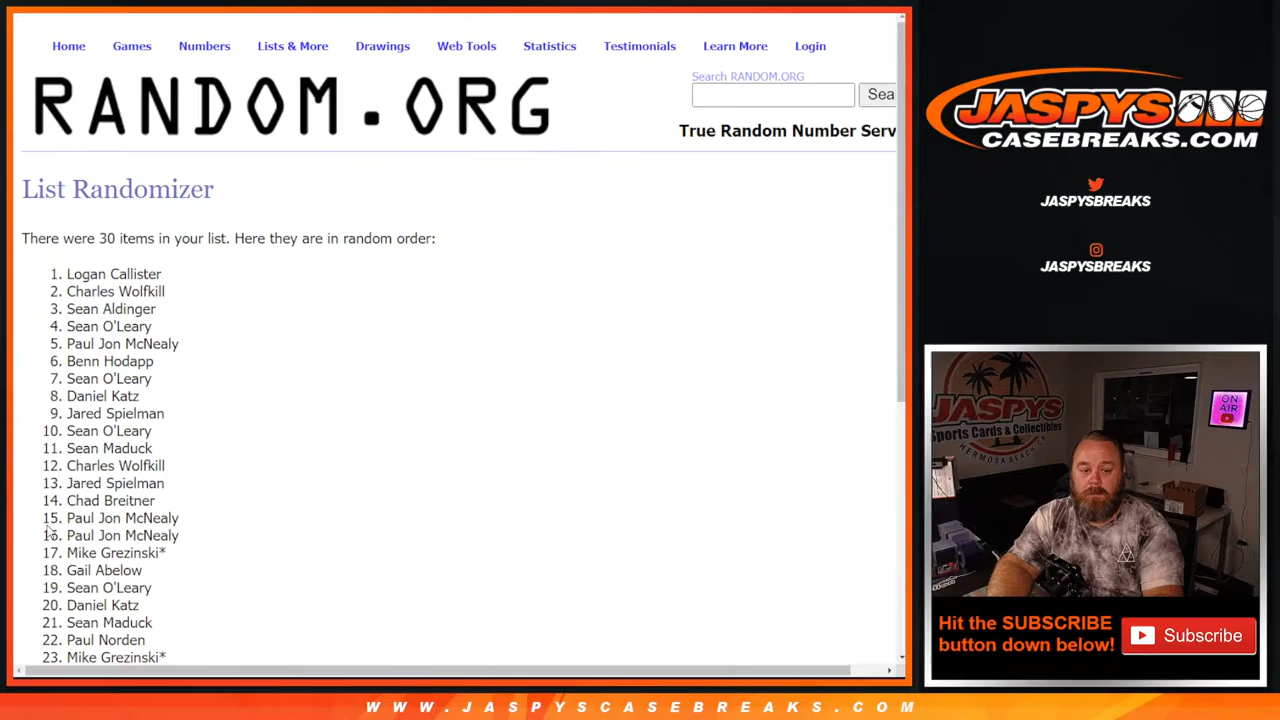 Home Games Numbers Lists & More Drawings Web Tools Statistics Testimonials Learn More Login
RANDOM.ORG
Search RANDOM.ORG
Sea
True Random Number Serv
List Randomizer
There were 30 items in your list. Here they are in random order:
1. Logan Callister
2. Charles Wolfkill
3. Sean Aldinger
4. Sean O'Leary
5. Paul Jon McNealy
6. Benn Hodapp
7. Sean O'Leary
8. Daniel Katz
9. Jared Spielman
10. Sean O'Leary
11. Sean Maduck
12. Charles Wolfkill
13. Jared Spielman
14. Chad Breitner
15. Paul Jon McNealy
16. Paul Jon McNealy
17. Mike Grezinski*
18. Gail Abelow
19. Sean O'Leary
20. Daniel Katz
21. Sean Maduck
22. Paul Norden
23. Mike Grezinski*
JASPYS
CASEBREAKS.COM
JASPYSBREAKS
JASPYSBREAKS
JASPYS
Sports Cards & Collectibles
HERMOSA BEACH, CA
ON
AIR
Hit the SUBSCRIBE
button down below!
Subscribe
WWW.JASPYSCASEBREAKS.COM